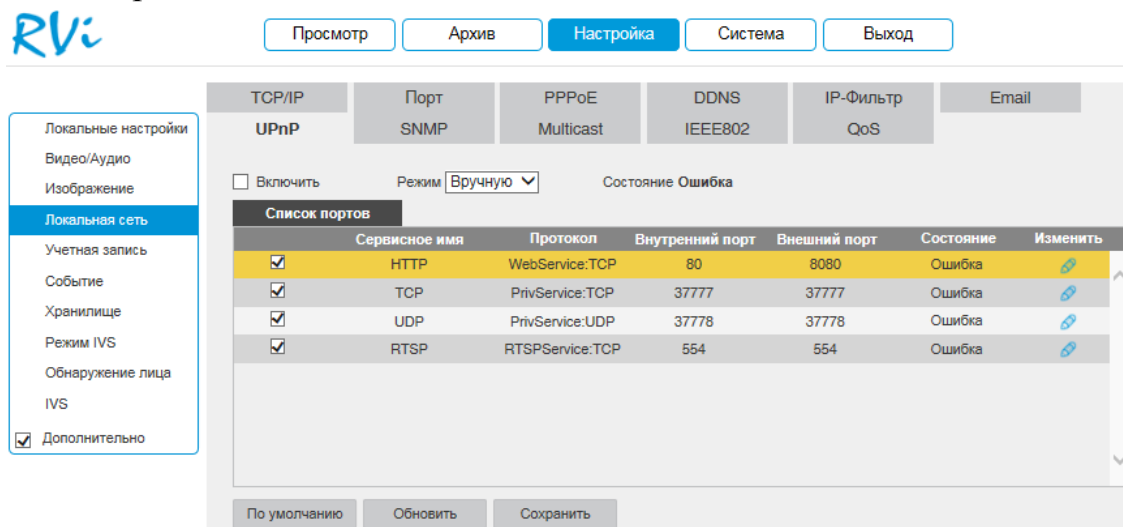 RVi
Просмотр Архив Настройка Система Выход
TCP/IP Порт PPPoE DDNS IP-Фильтр Email
UPnP SNMP Multicast IEEE802 QoS
Локальные настройки
Видео/Аудио
Изображение
Локальная сеть
Учетная запись
Событие
Хранилище
Режим IVS
Обнаружение лица
IVS
Дополнительно
Включить Режим Вручную Состояние Ошибка
Список портов
Сервисное имя Протокол Внутренний порт Внешний порт Состояние Изменить
HTTP WebService:TCP 80 8080 Ошибка
TCP PrivService:TCP 37777 37777 Ошибка
UDP PrivService:UDP 37778 37778 Ошибка
RTSP RTSPService:TCP 554 554 Ошибка
По умолчанию Обновить Сохранить